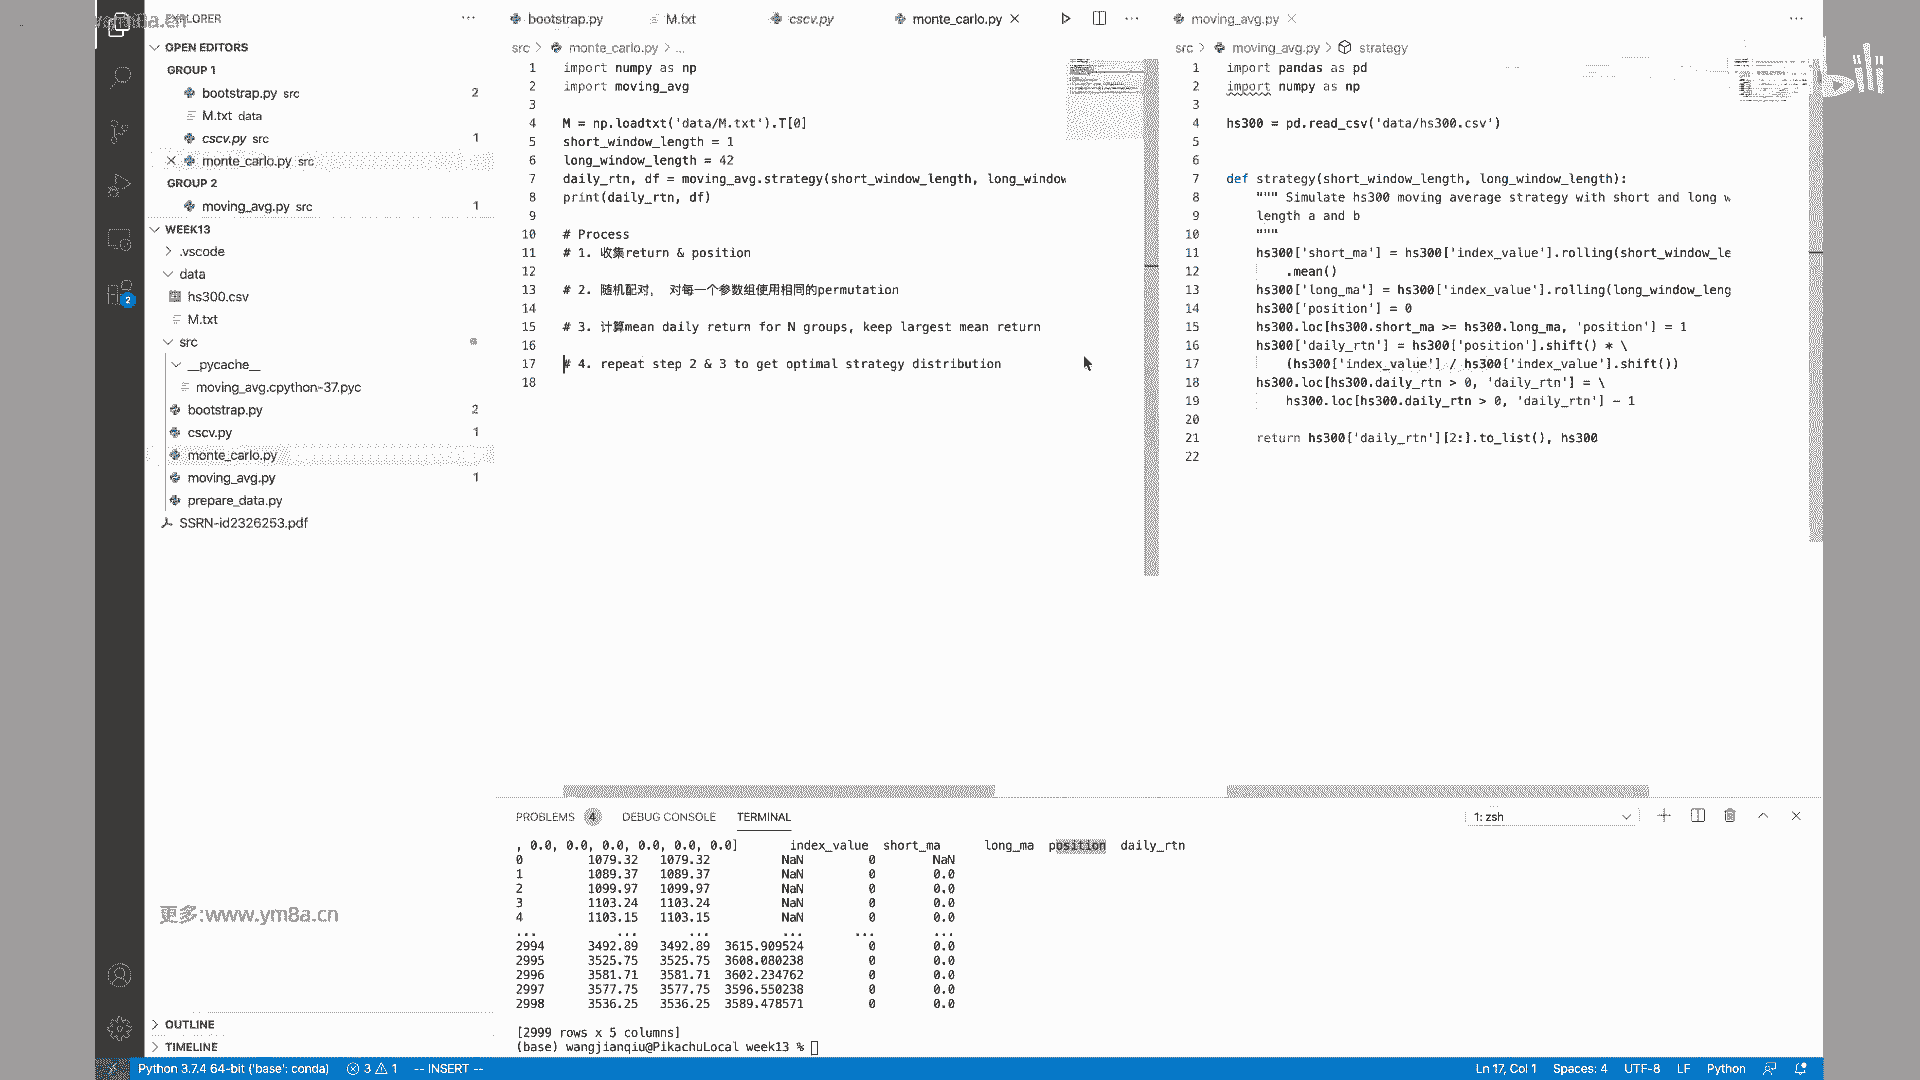 EXPLORER
OPEN EDITORS
GROUP 1
bootstrap.py src 2
M.txt data
cscv.py src 1
monte_carlo.py src
GROUP 2
moving_avg.py src 1
WEEK13
.vscode
data
hs300.csv
M.txt
src
__pycache__
moving_avg.cpython-37.pyc
bootstrap.py 2
cscv.py 1
monte_carlo.py
moving_avg.py 1
prepare_data.py
SSRN-id2326253.pdf
更多:www.ym8a.cn
OUTLINE
TIMELINE
bootstrap.py M.txt cscv.py monte_carlo.py
src > monte_carlo.py > ...
1 import numpy as np
2 import moving_avg
3
4 M = np.loadtxt('data/M.txt').T[0]
5 short_window_length = 1
6 long_window_length = 42
7 daily_rtn, df = moving_avg.strategy(short_window_length, long_window
8 print(daily_rtn, df)
9
10 # Process
11 # 1. 收集return & position
12
13 # 2. 随机配对， 对每一个参数组使用相同的permutation
14
15 # 3. 计算mean daily return for N groups, keep largest mean return
16
17 # 4. repeat step 2 & 3 to get optimal strategy distribution
18
moving_avg.py
src > moving_avg.py > strategy
1 import pandas as pd
2 import numpy as np
3
4 hs300 = pd.read_csv('data/hs300.csv')
5
6
7 def strategy(short_window_length, long_window_length):
8 """ Simulate hs300 moving average strategy with short and long w
9 length a and b
10 """
11 hs300['short_ma'] = hs300['index_value'].rolling(short_window_le
12 .mean()
13 hs300['long_ma'] = hs300['index_value'].rolling(long_window_leng
14 hs300['position'] = 0
15 hs300.loc[hs300.short_ma >= hs300.long_ma, 'position'] = 1
16 hs300['daily_rtn'] = hs300['position'].shift() * \
17 (hs300['index_value'] / hs300['index_value'].shift())
18 hs300.loc[hs300.daily_rtn > 0, 'daily_rtn'] = \
19 hs300.loc[hs300.daily_rtn > 0, 'daily_rtn'] - 1
20
21 return hs300['daily_rtn'][2:].to_list(), hs300
22
PROBLEMS 4 DEBUG CONSOLE TERMINAL 1: zsh
, 0.0, 0.0, 0.0, 0.0, 0.0, 0.0] index_value short_ma long_ma position daily_rtn
0 1079.32 1079.32 NaN 0 NaN
1 1089.37 1089.37 NaN 0 0.0
2 1099.97 1099.97 NaN 0 0.0
3 1103.24 1103.24 NaN 0 0.0
4 1103.15 1103.15 NaN 0 0.0
... ... ... ... ... ...
2994 3492.89 3492.89 3615.909524 0 0.0
2995 3525.75 3525.75 3608.080238 0 0.0
2996 3581.71 3581.71 3602.234762 0 0.0
2997 3577.75 3577.75 3596.550238 0 0.0
2998 3536.25 3536.25 3589.478571 0 0.0
[2999 rows x 5 columns]
(base) wangjianqiu@PikachuLocal week13 %
Python 3.7.4 64-bit ('base': conda) 3 1 -- INSERT -- Ln 17, Col 1 Spaces: 4 UTF-8 LF Python
2